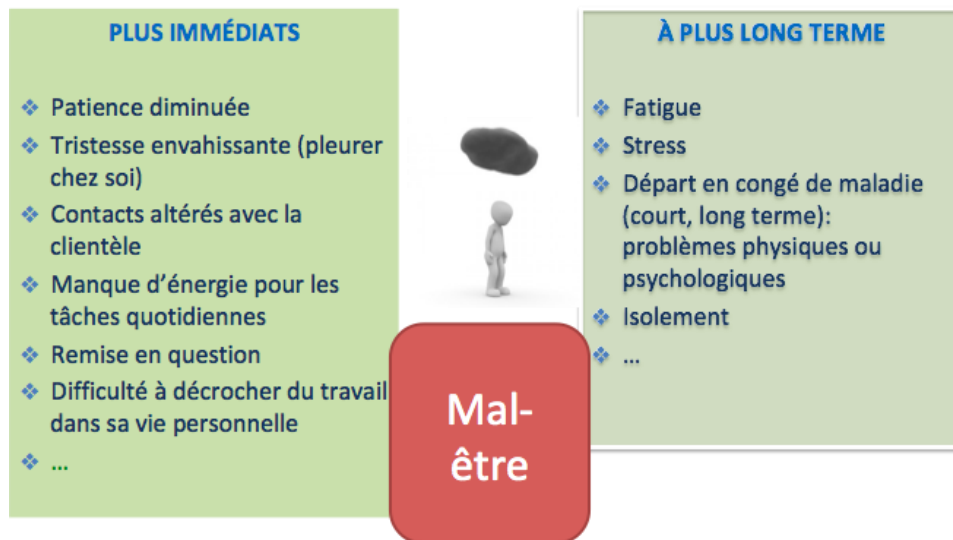 PLUS IMMÉDIATS
❖ Patience diminuée
❖ Tristesse envahissante (pleurer
chez soi)
❖ Contacts altérés avec la
clientèle
❖ Manque d'énergie pour les
tâches quotidiennes
❖ Remise en question
❖ Difficulté à décrocher du travail
dans sa vie personnelle
❖ ...
Mal-
être
À PLUS LONG TERME
❖ Fatigue
❖ Stress
❖ Départ en congé de maladie
(court, long terme):
problèmes physiques ou
psychologiques
❖ Isolement
❖ ...